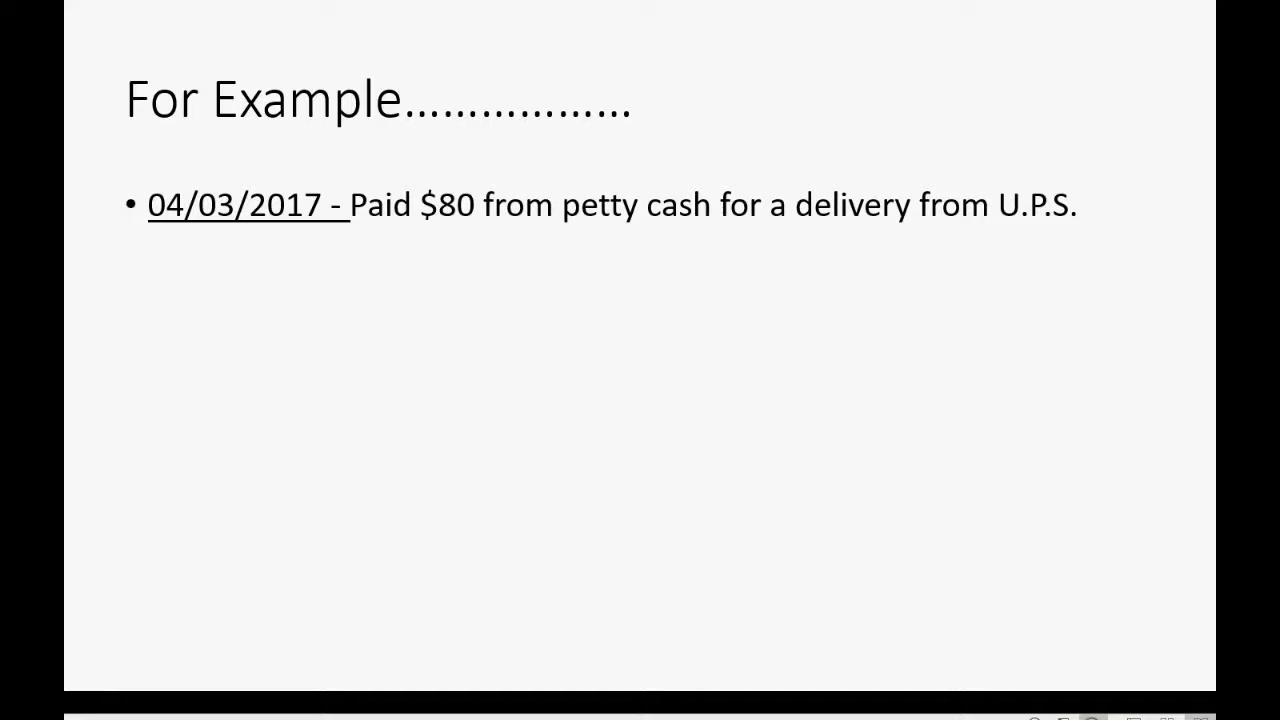 For Example………………
• 04/03/2017 - Paid $80 from petty cash for a delivery from U.P.S.